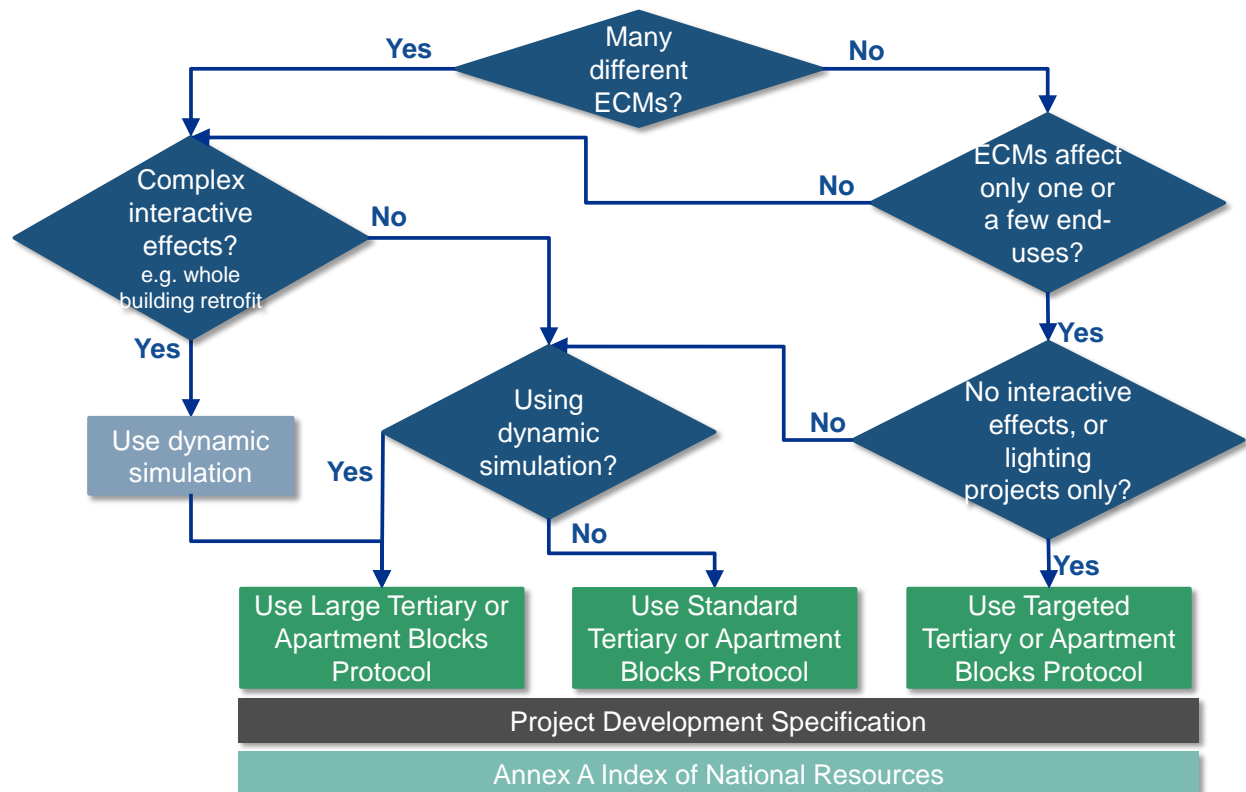 Many
different
ECMs?
Yes
No
Complex
interactive
effects?
e.g. whole
building retrofit
ECMs affect
only one or
a few end-
uses?
No
No
Yes
Yes
Use dynamic
simulation
Using
dynamic
simulation?
No interactive
effects, or
lighting
projects only?
No
Yes
No
Yes
Use Large Tertiary or
Apartment Blocks
Protocol
Use Standard
Tertiary or Apartment
Blocks Protocol
Use Targeted
Tertiary or Apartment
Blocks Protocol
Project Development Specification
Annex A Index of National Resources